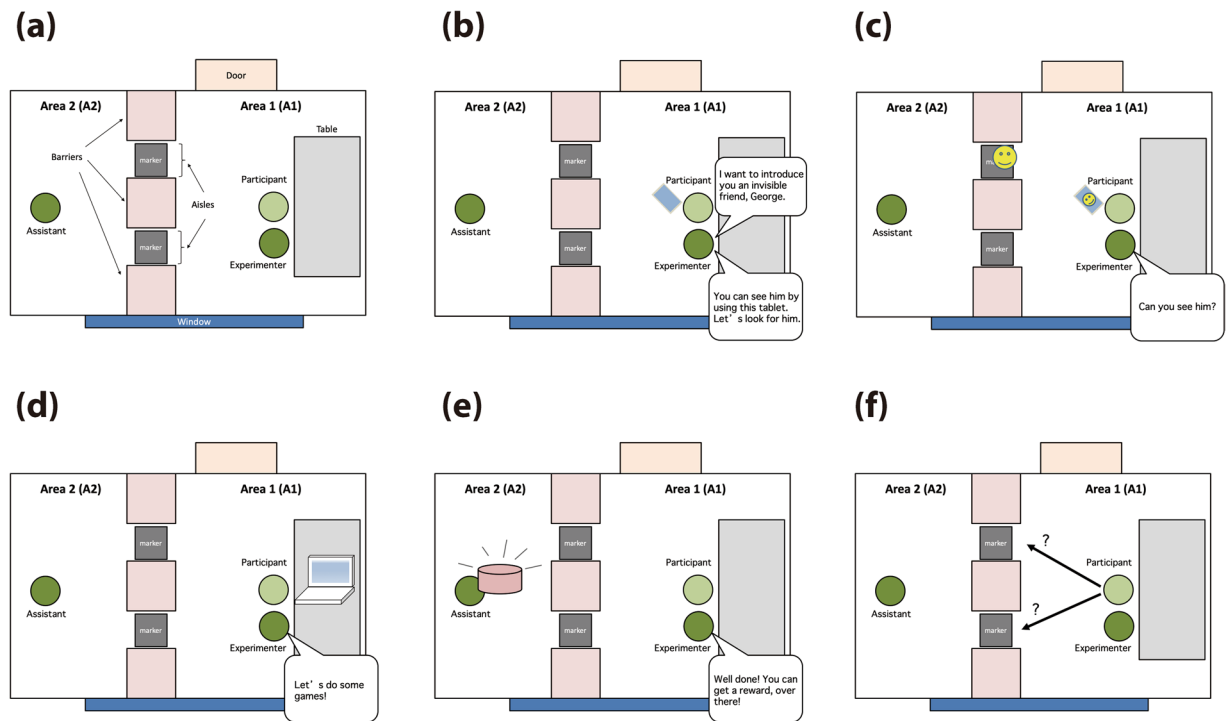 (a)
Door
Area 2 (A2)
Area 1 (A1)
Table
Barriers
marker
Participant
Aisles
Assistant
marker
Experimenter
Window
(b)
Area 2 (A2)
Area 1 (A1)
marker
I want to introduce
you an invisible
friend, George.
Participant
Assistant
marker
Experimenter
You can see him by
using this tablet.
Let's look for him.
(c)
Area 2 (A2)
Area 1 (A1)
Participant
Assistant
marker
Experimenter
Can you see him?
(d)
Area 2 (A2)
Area 1 (A1)
marker
Participant
Assistant
marker
Experimenter
Let's do some
games!
(e)
Area 2 (A2)
Area 1 (A1)
marker
Participant
Assistant
marker
Experimenter
Well done! You can
get a reward, over
there!
(f)
Area 2 (A2)
Area 1 (A1)
marker
?
Participant
Assistant
?
marker
Experimenter